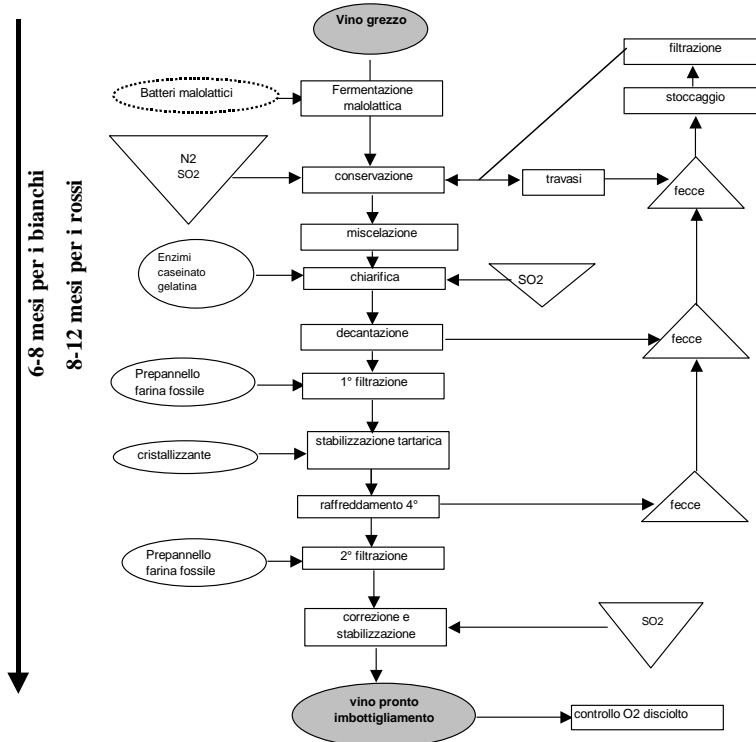 Vino grezzo
filtrazione
Batteri malolattici
Fermentazione
malolattica
stoccaggio
N2
SO2
conservazione
travasi
fecce
miscelazione
Enzimi
caseinato
gelatina
chiarifica
SO2
decantazione
fecce
Prepannello
farina fossile
1° filtrazione
stabilizzazione tartarica
cristallizzante
raffreddamento 4°
fecce
Prepannello
farina fossile
2° filtrazione
correzione e
stabilizzazione
SO2
vino pronto
imbottigliamento
controllo O2 disciolto
6-8 mesi per i bianchi
8-12 mesi per i rossi